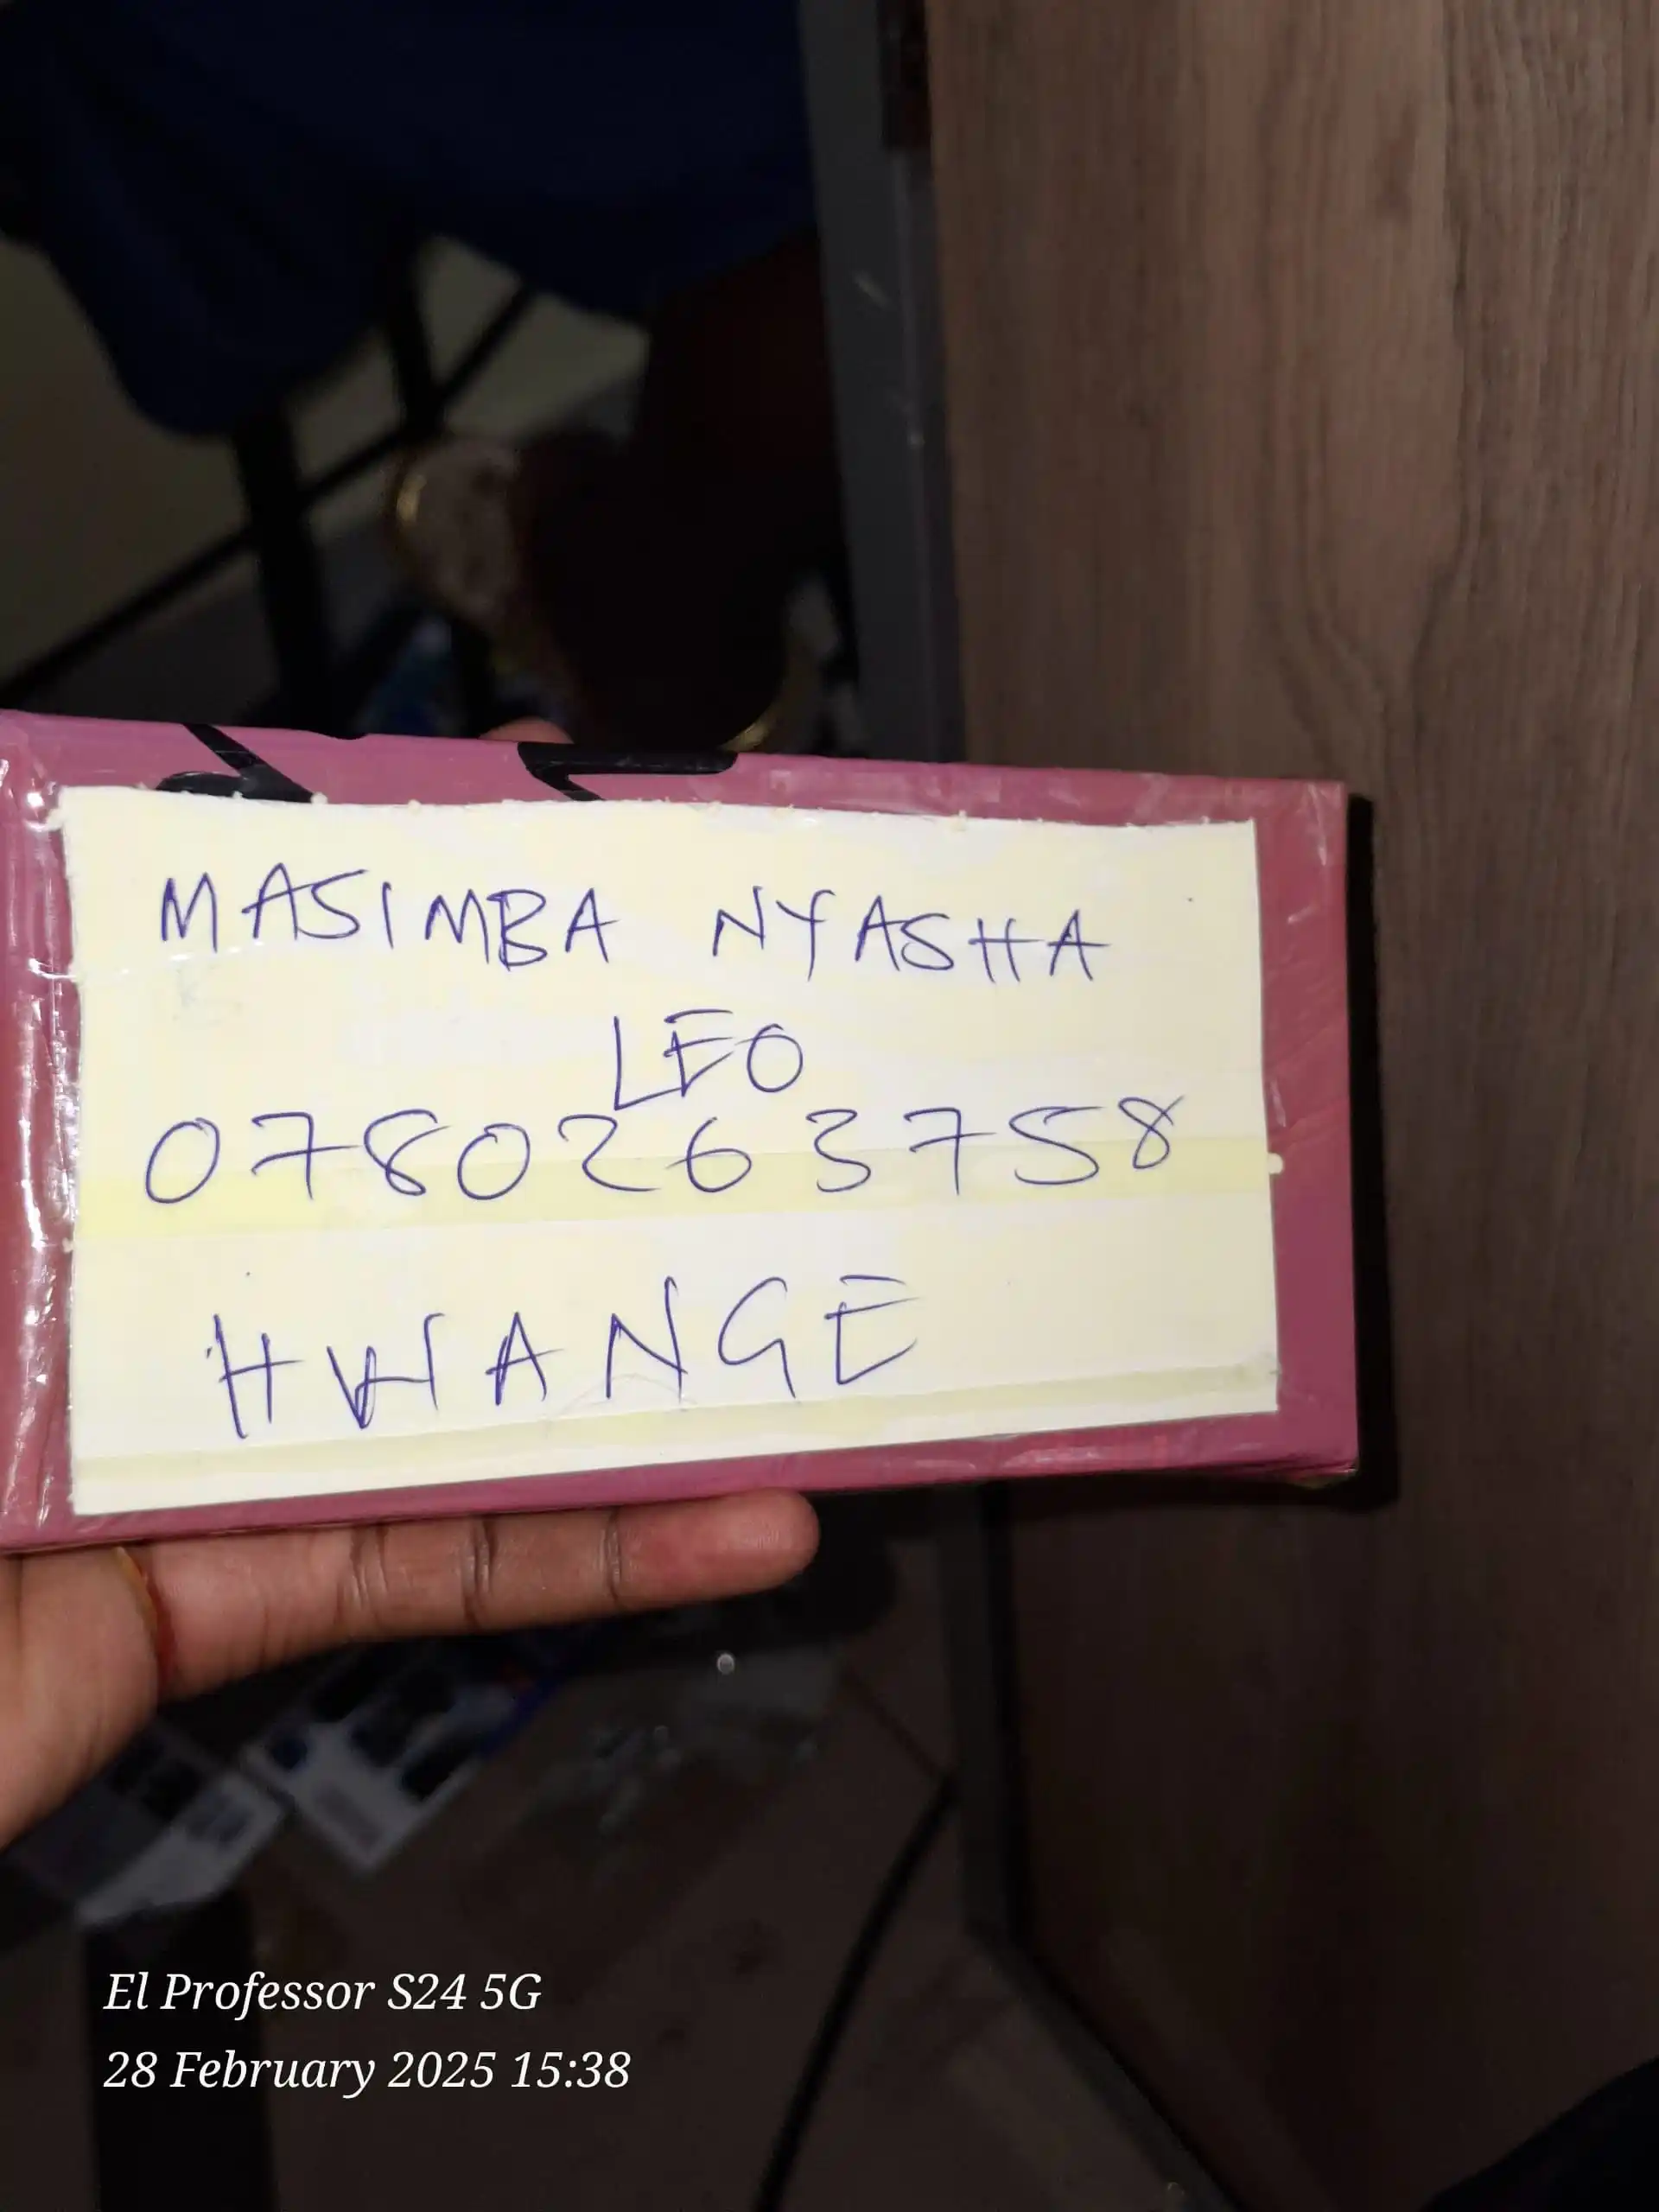 MASIMBA NYASHA
LEO
0780263758
HWANGE
El Professor S24 5G
28 February 2025 15:38